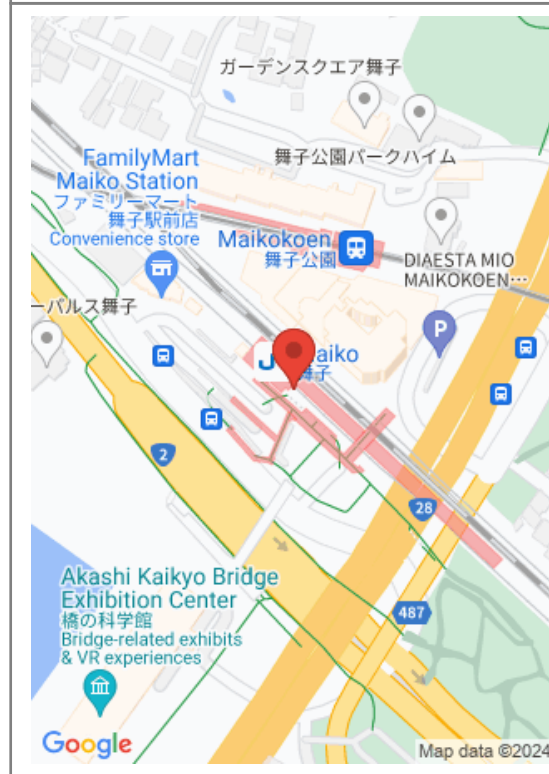 ガーデンスクエア舞子
舞子公園パークハイム
FamilyMart
Maiko Station
ファミリーマート
舞子駅前店
Convenience store
Maikokoen
舞子公園
DIAESTA MIO
MAIKOKOEN…
ーパルス舞子
P
J
aiko
舞子
2
28
487
Akashi Kaikyo Bridge
Exhibition Center
橋の科学館
Bridge-related exhibits
& VR experiences
Google
Map data ©2024